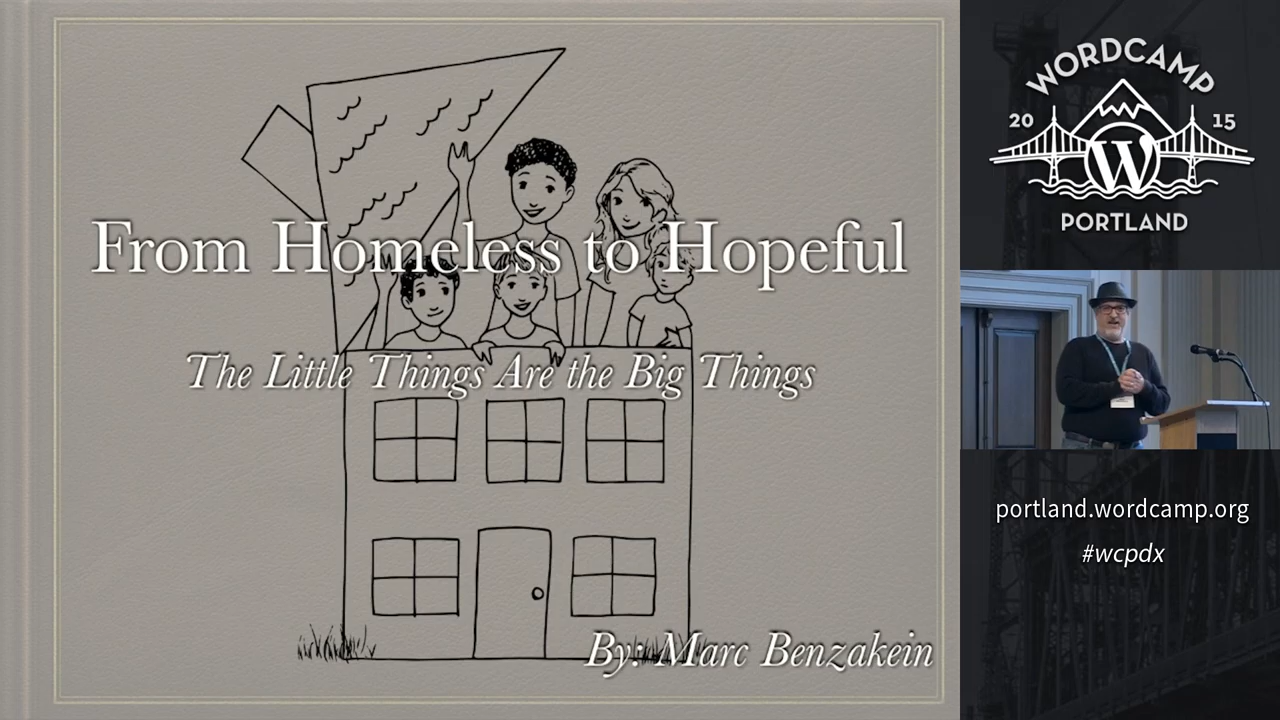 From Homeless to Hopeful
The Little Things Are the Big Things
By: Marc Benzakein
WORDCAMP
20 15
W
PORTLAND
portland.wordcamp.org
#wcpdx